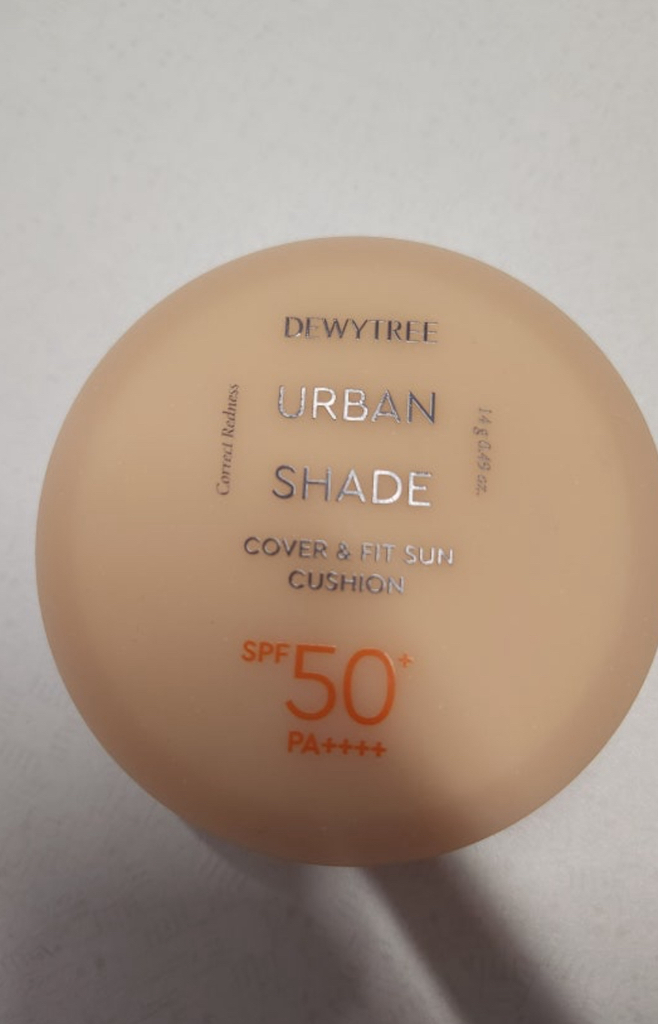 DEWYTREE
URBAN
SHADE
Correct Redness
14 g 0.49 oz.
COVER & FIT SUN
CUSHION
SPF 50+
PA++++